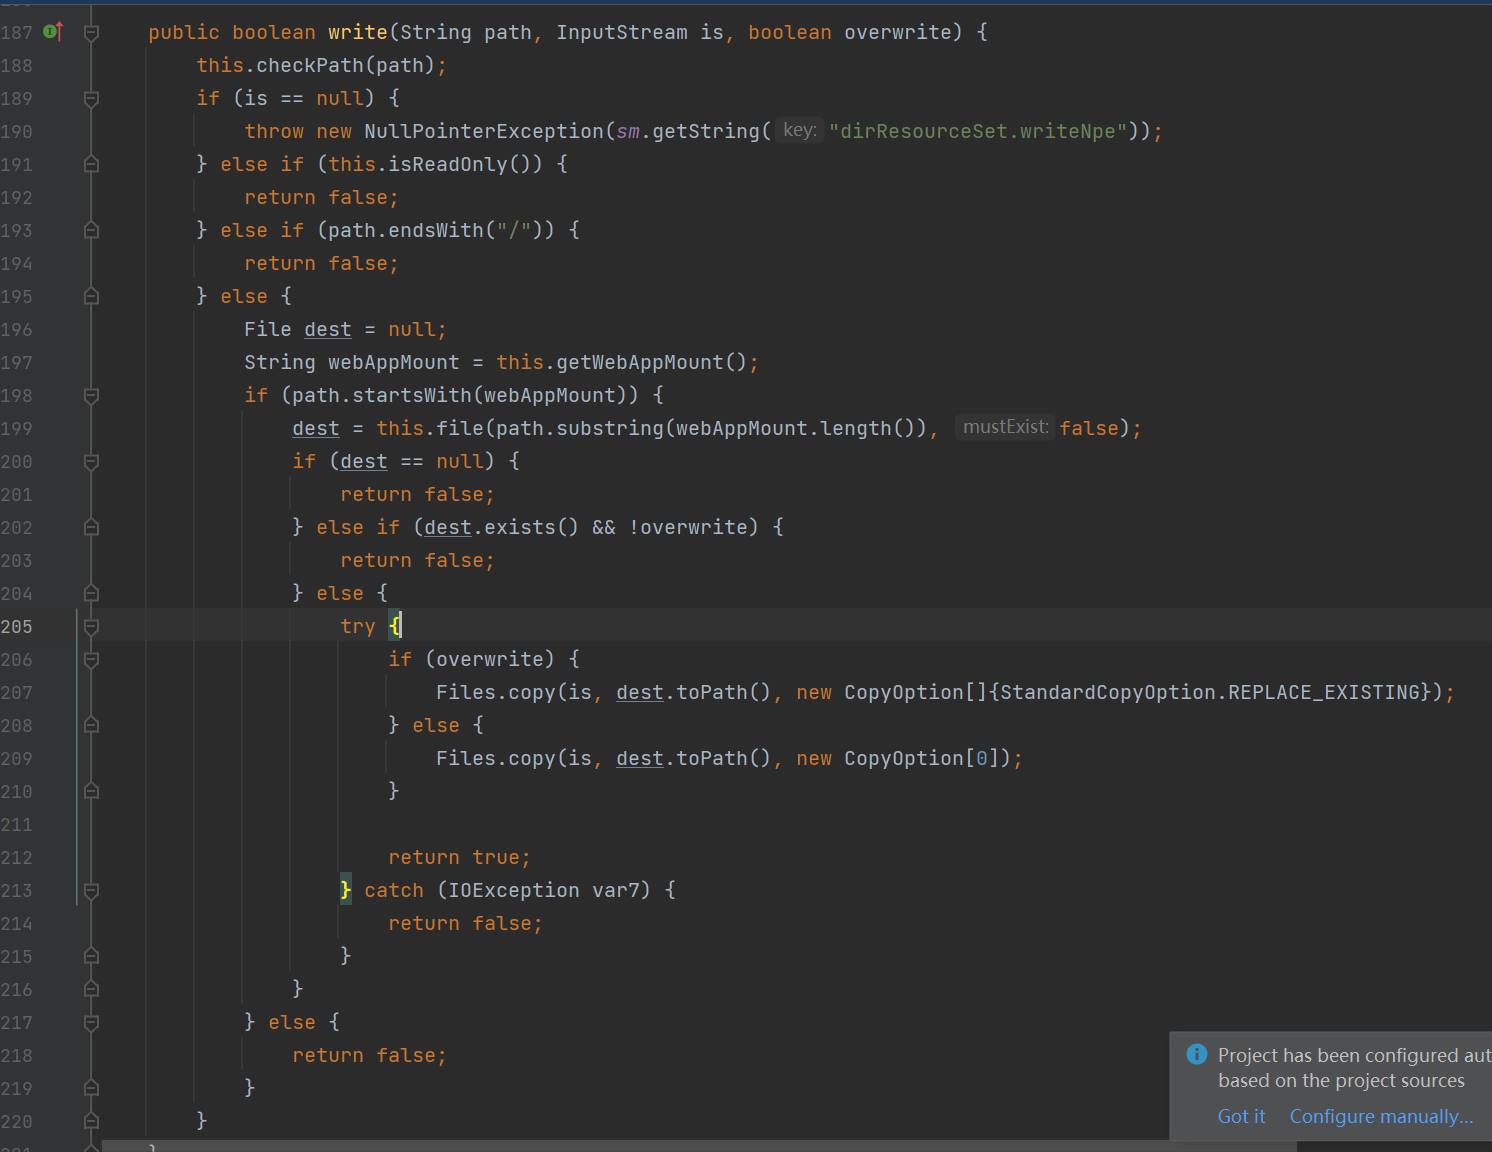 187 public boolean write(String path, InputStream is, boolean overwrite) {
188 this.checkPath(path);
189 if (is == null) {
190 throw new NullPointerException(sm.getString( key: "dirResourceSet.writeNpe"));
191 } else if (this.isReadOnly()) {
192 return false;
193 } else if (path.endsWith("/")) {
194 return false;
195 } else {
196 File dest = null;
197 String webAppMount = this.getWebAppMount();
198 if (path.startsWith(webAppMount)) {
199 dest = this.file(path.substring(webAppMount.length()), mustExist: false);
200 if (dest == null) {
201 return false;
202 } else if (dest.exists() && !overwrite) {
203 return false;
204 } else {
205 try {
206 if (overwrite) {
207 Files.copy(is, dest.toPath(), new CopyOption[]{StandardCopyOption.REPLACE_EXISTING});
208 } else {
209 Files.copy(is, dest.toPath(), new CopyOption[0]);
210 }
211
212 return true;
213 } catch (IOException var7) {
214 return false;
215 }
216 }
217 } else {
218 return false;
219 }
220 }
Project has been configured aut
based on the project sources
Got it Configure manually...